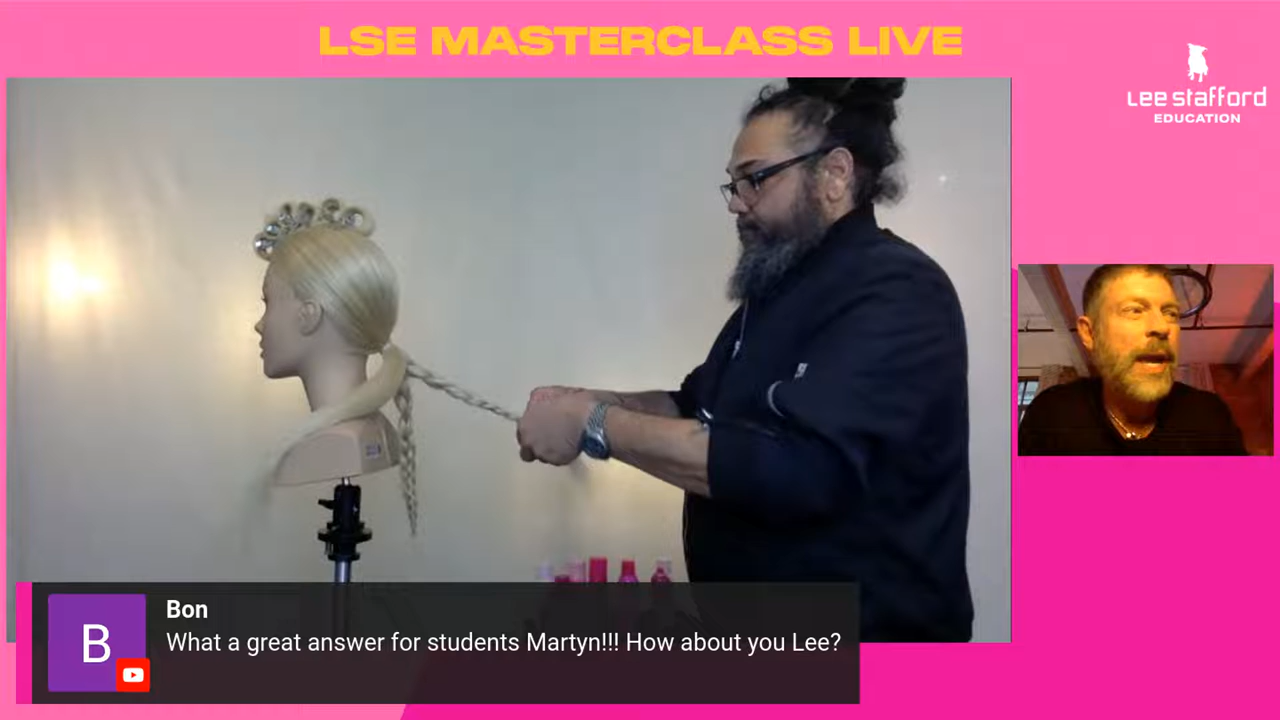 LSE MASTERCLASS LIVE
Lee Stafford
EDUCATION
B
Bon
What a great answer for students Martyn!!! How about you Lee?